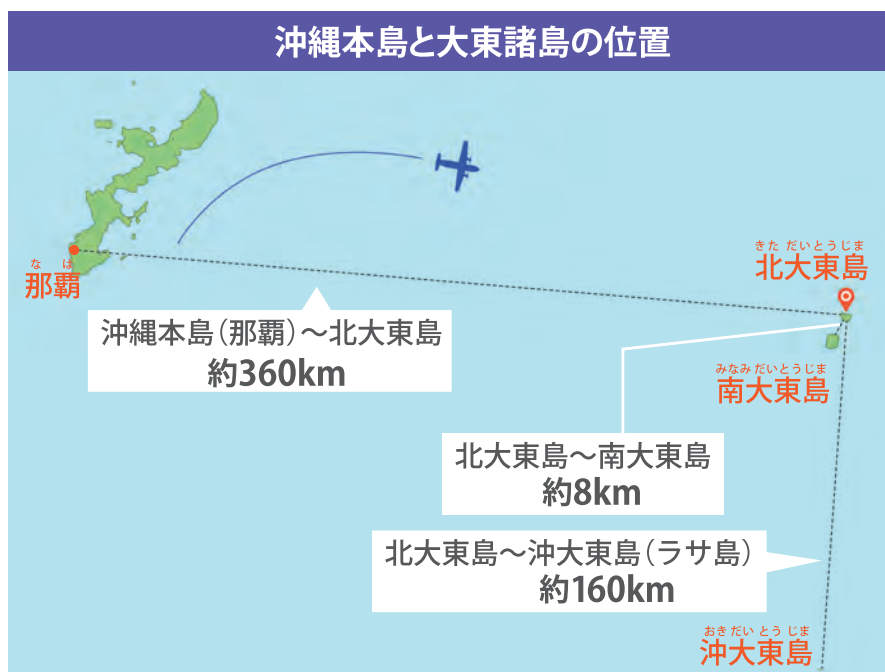 沖縄本島と大東諸島の位置
な は
那覇
きた だいとうじま
北大東島
沖縄本島(那覇)〜北大東島
約360km
みなみ だいとうじま
南大東島
北大東島〜南大東島
約8km
北大東島〜沖大東島(ラサ島)
約160km
おき だい とう じま
沖大東島